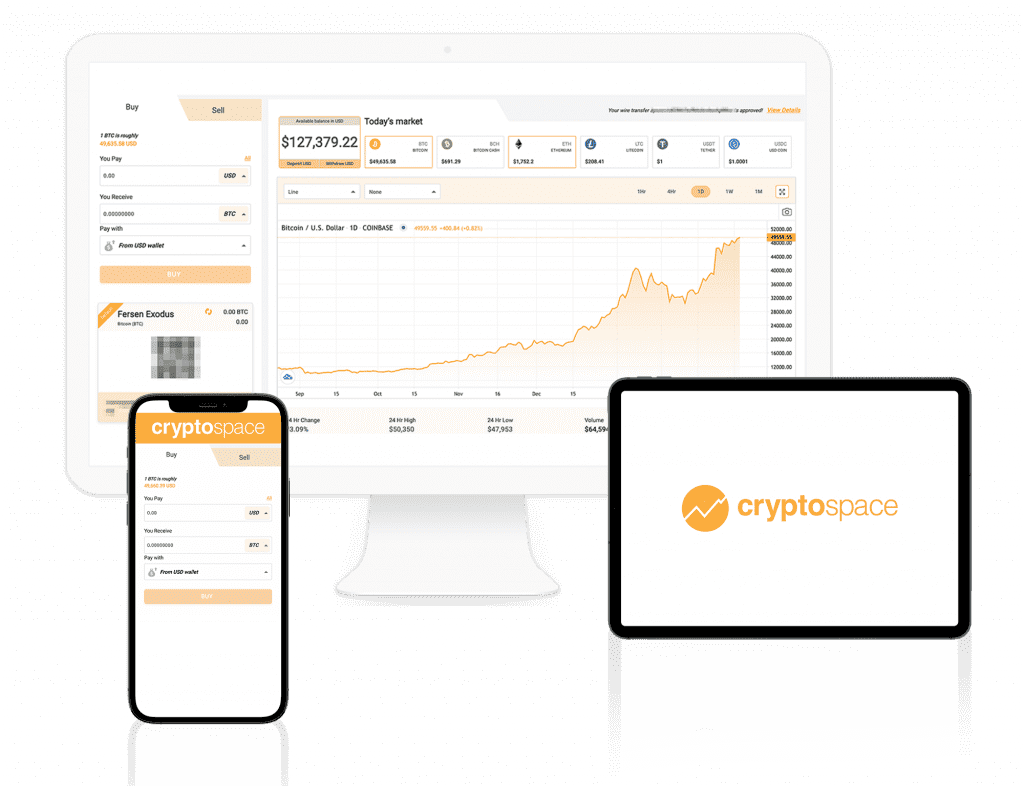 Buy
Sell
1 BTC is roughly
49,635.58 USD
You Pay
All
0.00
USD
You Receive
0.00000000
BTC
Pay with
From USD wallet
BUY
Fersen Exodus
Bitcoin (BTC)
0.00 BTC
0.00
Your wire transfer
is approved!
View Details
Available balance in USD
$127,379.22
Deposit USD
Withdraw USD
Today's market
BTC
BITCOIN
$49,635.58
BCH
BITCOIN CASH
$691.29
ETH
ETHEREUM
$1,752.2
LTC
LITECOIN
$208.41
USDT
TETHER
$1
USDC
USD COIN
$1.0001
Line
None
1Hr
4Hr
1D
1W
1M
Bitcoin / U.S. Dollar 1D COINBASE
49559.55 +400.84 (+0.82%)
52000.00
49559.55
48000.00
44000.00
40000.00
36000.00
32000.00
28000.00
24000.00
20000.00
16000.00
12000.00
Sep
15
Oct
15
Nov
16
Dec
15
4 Hr Change
3.09%
24 Hr High
$50,350
24 Hr Low
$47,953
Volume
$64,594
cryptospace
Buy
Sell
1 BTC is roughly
You Pay
All
0.00
USD
You Receive
0.00000000
BTC
Pay with
From USD wallet
BUY
cryptospace